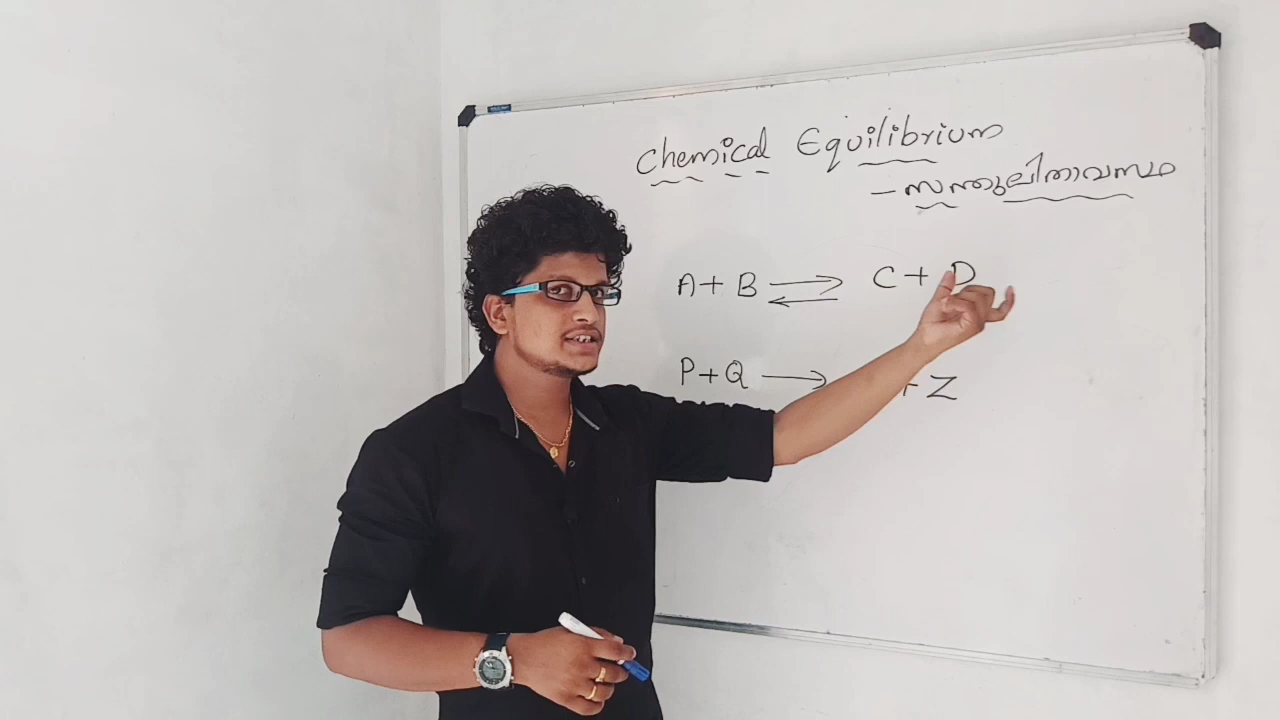 Chemical Equilibrium
- സന്തുലിതാവസ്ഥ
A + B ⇌ C + D
P + Q → + Z